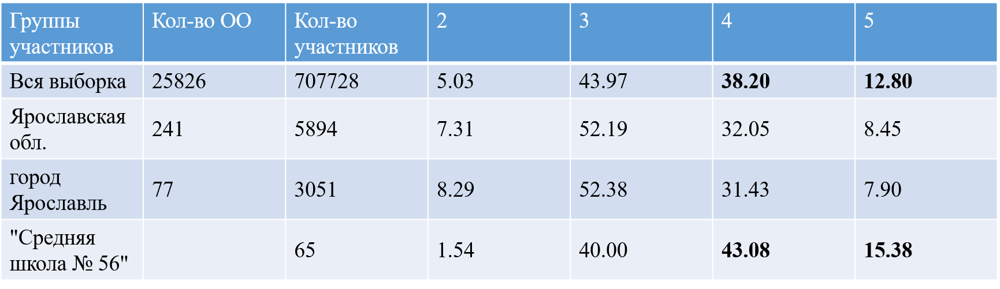 Группы участников Кол-во ОО Кол-во участников 2 3 4 5
Вся выборка 25826 707728 5.03 43.97 38.20 12.80
Ярославская обл. 241 5894 7.31 52.19 32.05 8.45
город Ярославль 77 3051 8.29 52.38 31.43 7.90
"Средняя школа № 56" 65 1.54 40.00 43.08 15.38